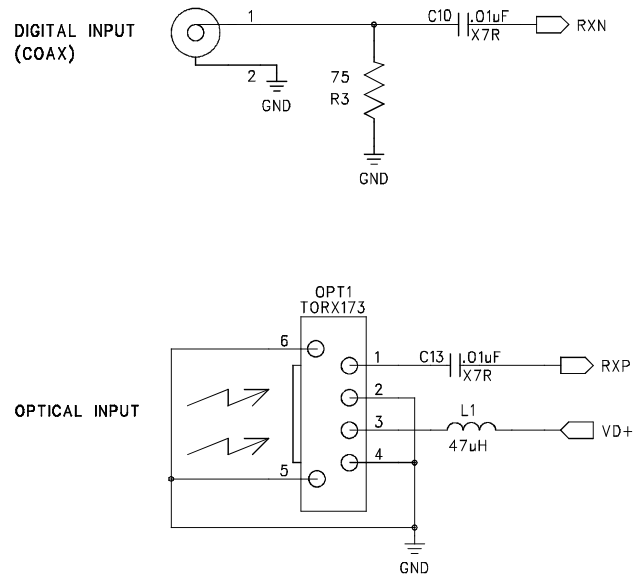 DIGITAL INPUT
(COAX)
1
2
GND
75
R3
GND
C10 .01uF
X7R
RXN
OPT1
TORX173
6
1
C13 .01uF
X7R
RXP
2
OPTICAL INPUT
3
L1
47uH
VD+
4
5
GND